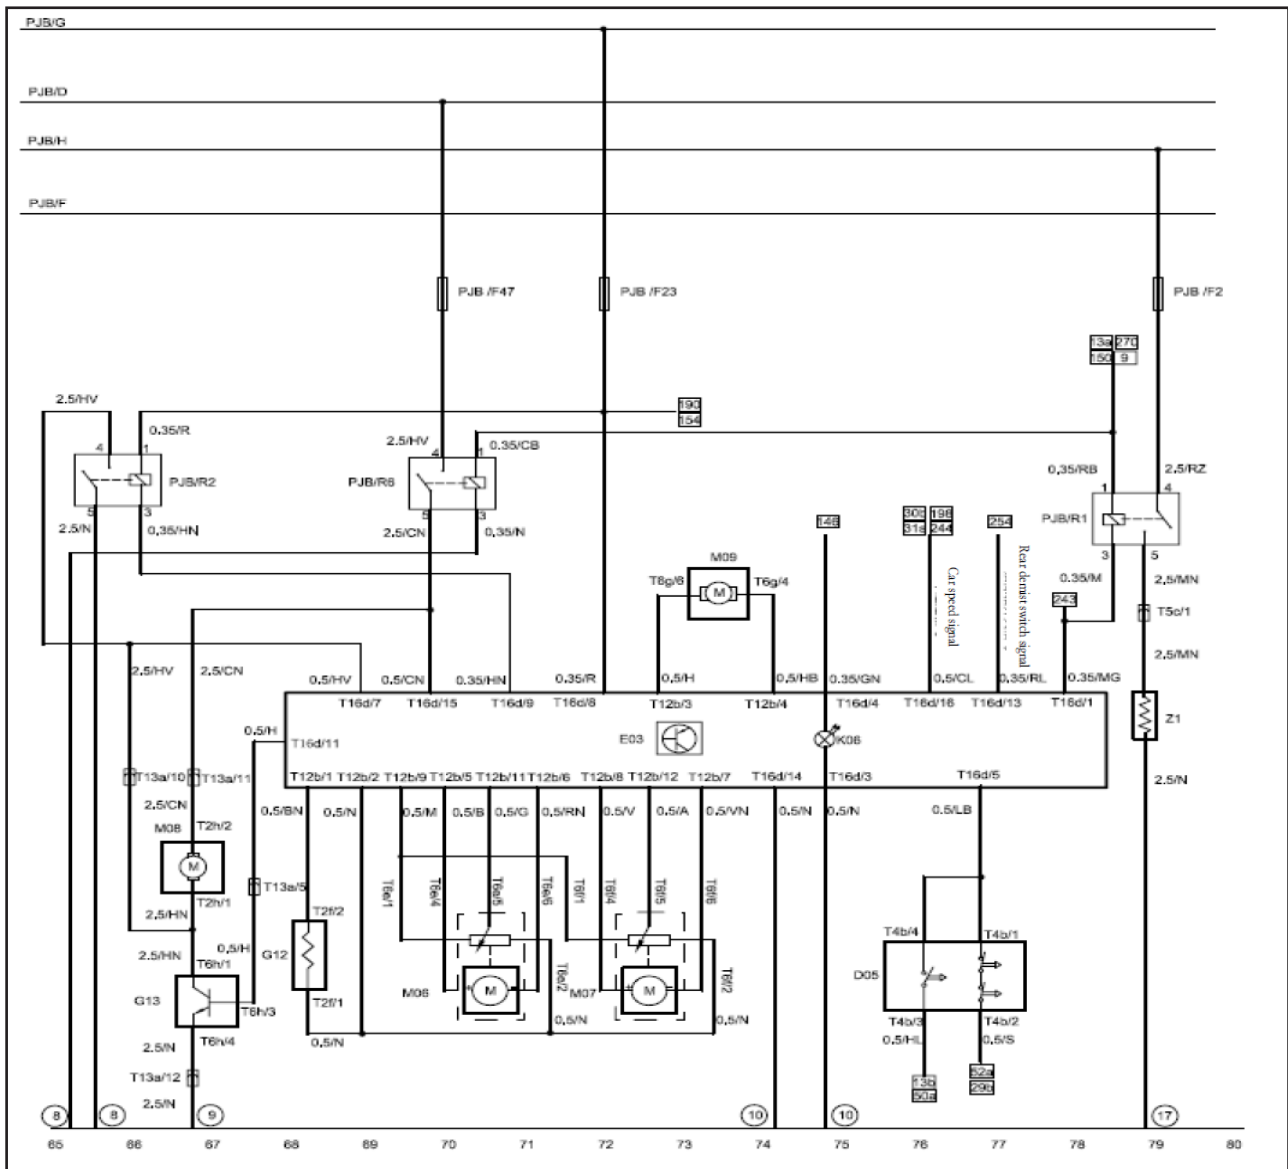 PJB/G
PJB/D
PJB/H
PJB/F
PJB /F47
PJB /F23
PJB /F2
13a 270
150 9
190
154
2.5/HV
0.35/R
2.5/HV
0.35/CB
4 1
4 1
PJB/R2
PJB/R6
5 3
5 3
0,35/RB
2.5/RZ
1 4
PJB/R1
3 5
2.5/N
0,35/HN
2.5/CN
0,35/N
146
30b 198
31a 244
254
Car speed signal
Rear demist switch signal
0.35/M
2,5/MN
243
T5c/1
2,5/MN
M09
T8g/6
M
T6g/4
2,5/HV
2,5/CN
0,5/HV
0,5/CN
0.35/HN
0.35/R
0.5/H
0,5/HB
0,35/GN
0.5/CL
0,35/RL
0,35/MG
T16d/7
T16d/15
T16d/9
T16d/8
T12b/3
T12b/4
T16d/4
T16d/16
T16d/13
T16d/1
0.5/H
T16d/11
E03
K06
Z1
T12b/1
T12b/2
T12b/9
T12b/5
T12b/11
T12b/6
T12b/8
T12b/12
T12b/7
T16d/14
T16d/3
T16d/5
T13a/10
T13a/11
2.5/N
2.5/CN
0.5/BN
0.5/N
0.5/M
0.5/B
0.5/G
0.5/RN
0.5/V
0.5/A
0.5/VN
0.5/N
0.5/N
0.5/LB
M08
T2h/2
M
T2h/1
T13a/5
T6e/1
T6e/4
T6e/5
T6e/6
T6f/1
T6f/4
T6f/5
T6f/6
2.5/HN
T2f/2
2.5/HN
0,5/H
G12
T6h/1
T6e/2
T6f/2
G13
T6h/3
T2f/1
M06
M
M07
M
T4b/4
T4b/1
D05
T4b/3
T4b/2
T6h/4
0.5/N
0.5/N
0.5/N
2.5/N
0.5/HL
0.5/S
T13a/12
13b
50a
52a
29b
2.5/N
8 8 9 10 10 17
65 66 67 68 69 70 71 72 73 74 75 76 77 78 79 80